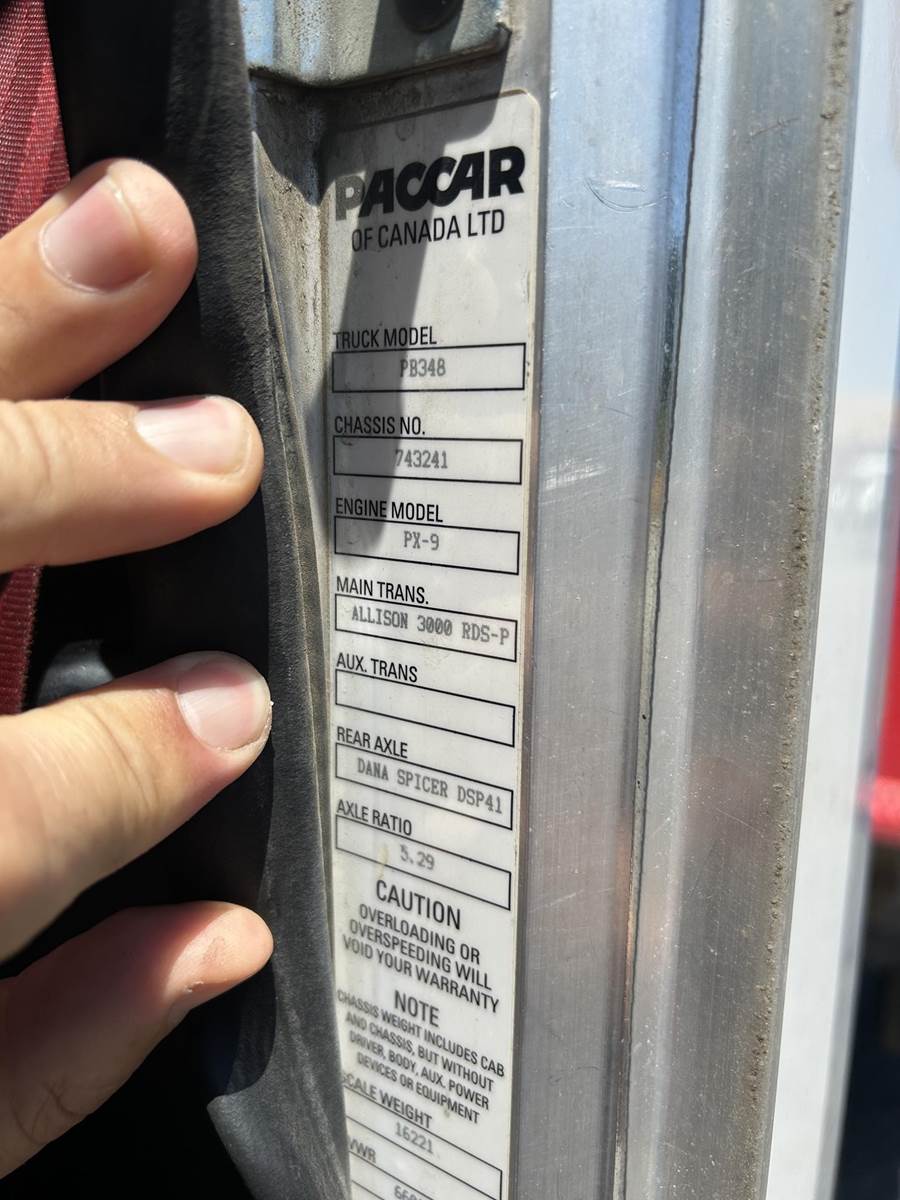 PACCAR
OF CANADA LTD
TRUCK MODEL
PB348
CHASSIS NO.
743241
ENGINE MODEL
PX-9
MAIN TRANS.
ALLISON 3000 RDS-P
AUX. TRANS
REAR AXLE
DANA SPICER DSP41
AXLE RATIO
5.29
CAUTION
OVERLOADING OR
OVERSPEEDING WILL
VOID YOUR WARRANTY
NOTE
CHASSIS WEIGHT INCLUDES CAB
AND CHASSIS, BUT WITHOUT
DRIVER, BODY, AUX. POWER
DEVICES OR EQUIPMENT
SCALE WEIGHT
16221